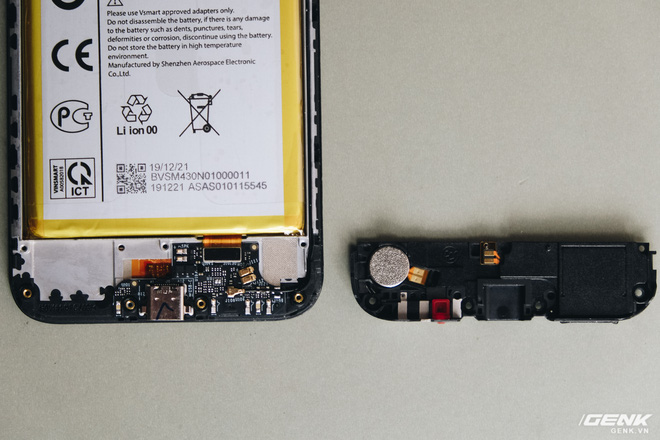 Please use Vsmart approved adapters only.
Do not disassemble the battery, if there is any damage
to the battery such as dents, punctures, tears,
deformities or corrosion, discontinue using the battery.
Do not store the battery in high temperature
environment.
Manufactured by Shenzhen Aerospace Electronic
Co.,Ltd.
CE
Li ion 00
VINSMART
ICT
19/12/21
BVSM430N01000011
191221 ASAS010115545
GENK
GENK.VN